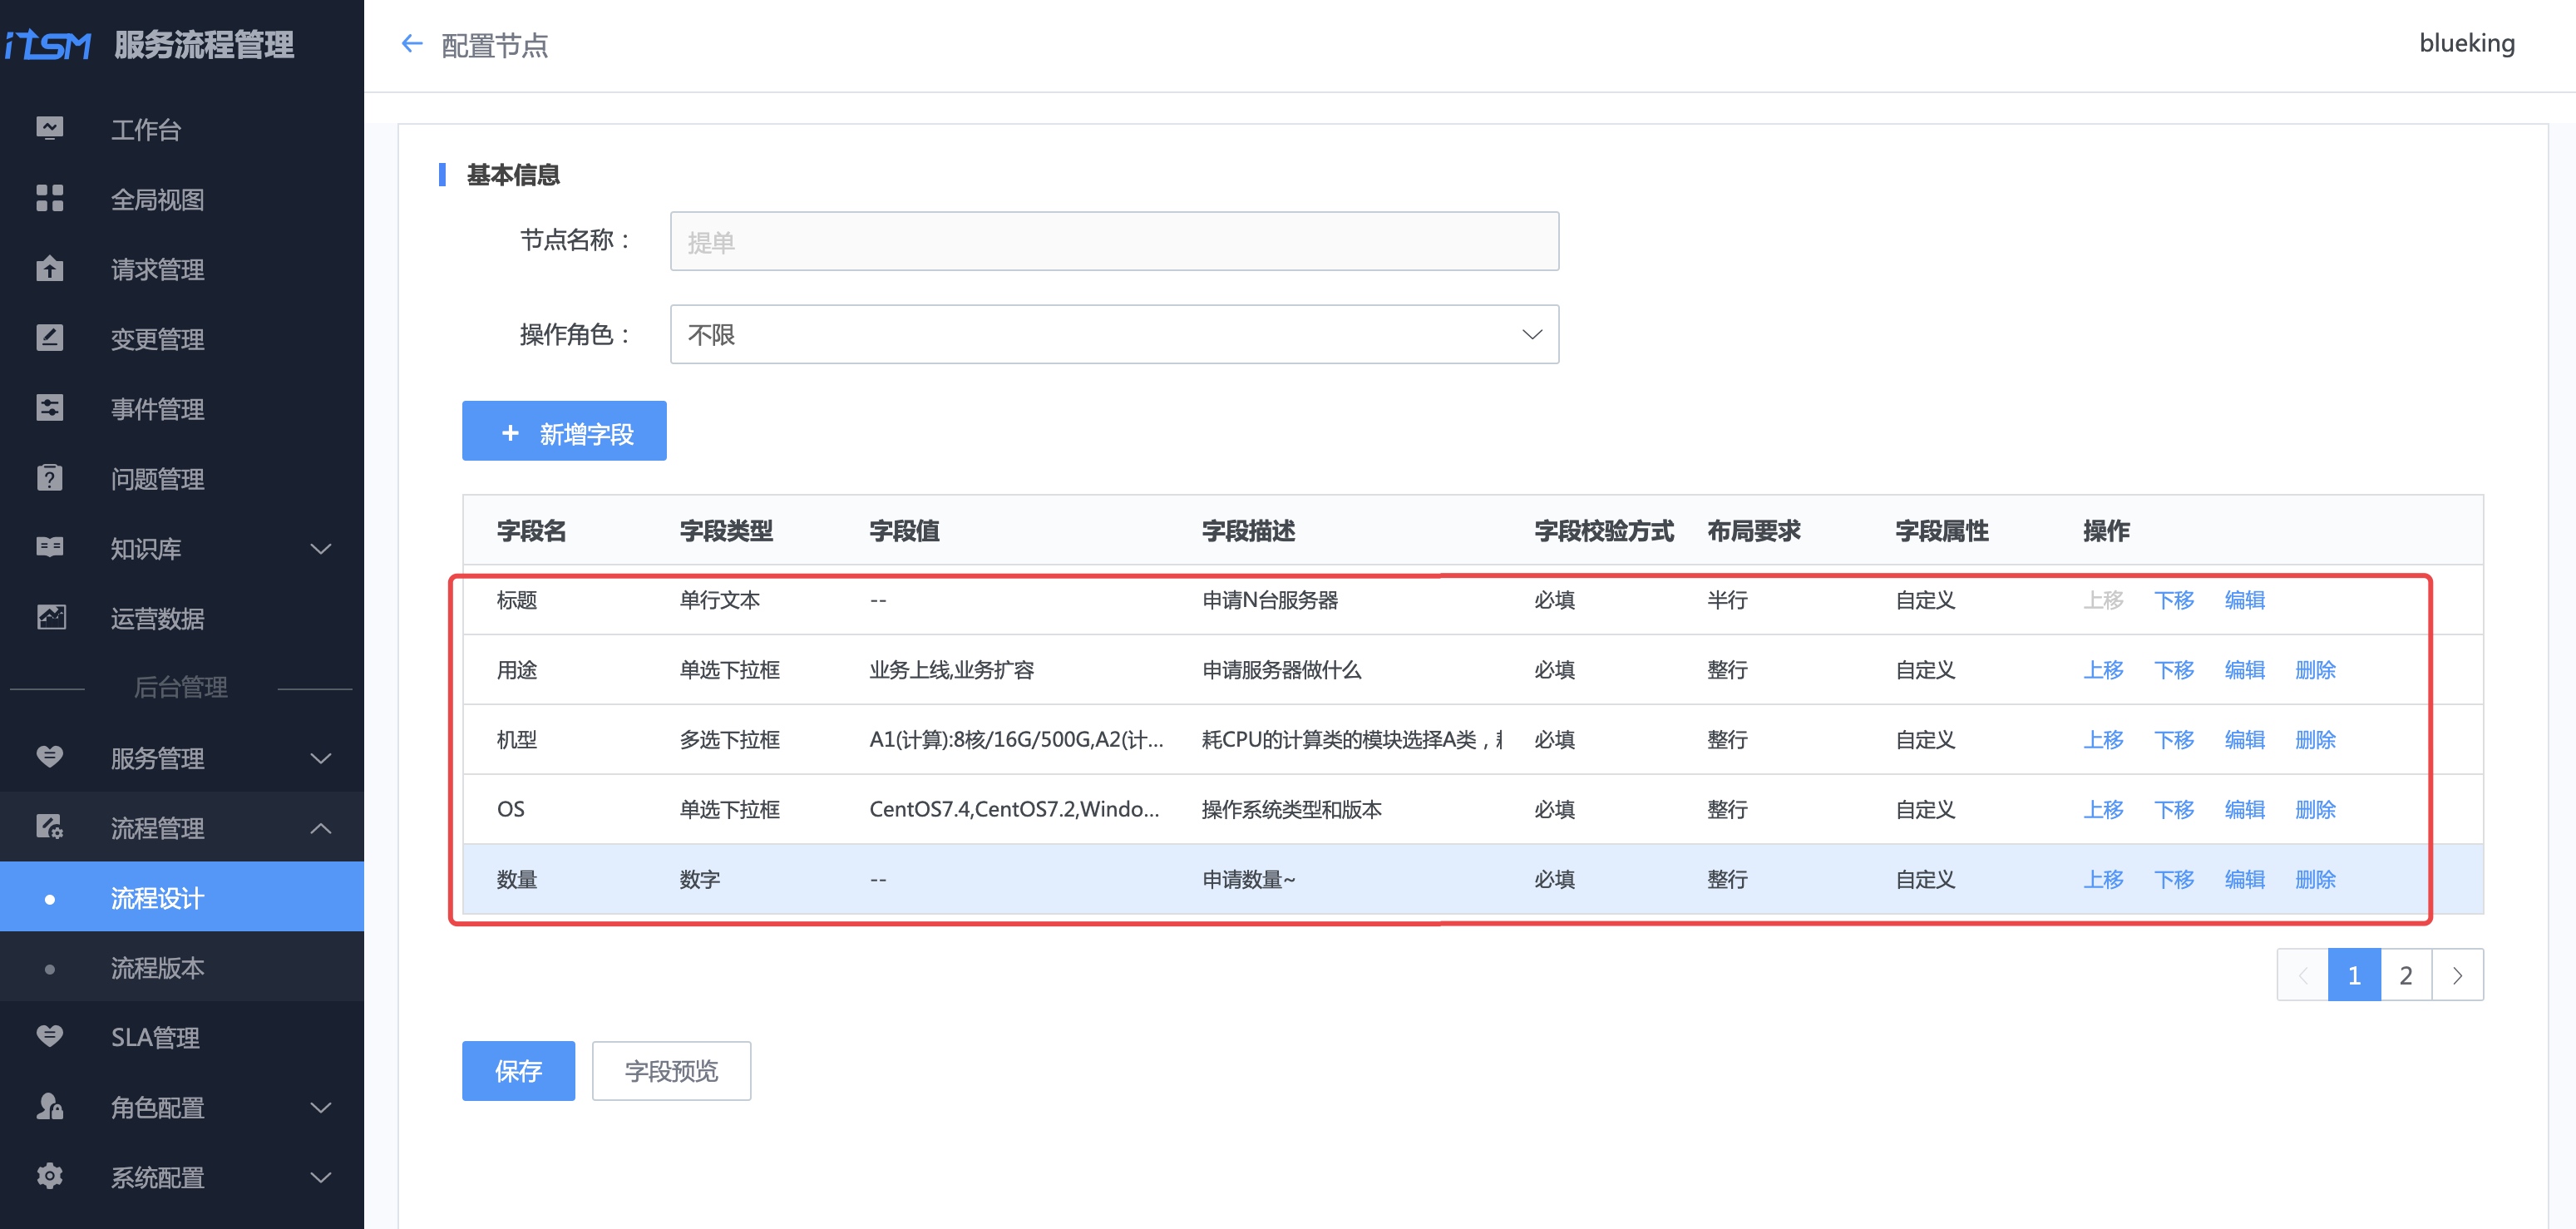 iTSM 服务流程管理
工作台
全局视图
请求管理
变更管理
事件管理
问题管理
知识库
运营数据
后台管理
服务管理
流程管理
流程设计
流程版本
SLA管理
角色配置
系统配置
配置节点
blueking
基本信息
节点名称：
提单
操作角色：
不限
+ 新增字段
字段名 字段类型 字段值 字段描述 字段校验方式 布局要求 字段属性 操作
标题 单行文本 -- 申请N台服务器 必填 半行 自定义 上移 下移 编辑
用途 单选下拉框 业务上线,业务扩容 申请服务器做什么 必填 整行 自定义 上移 下移 编辑 删除
机型 多选下拉框 A1(计算):8核/16G/500G,A2(计... 耗CPU的计算类的模块选择A类， 必填 整行 自定义 上移 下移 编辑 删除
OS 单选下拉框 CentOS7.4,CentOS7.2,Windo... 操作系统类型和版本 必填 整行 自定义 上移 下移 编辑 删除
数量 数字 -- 申请数量~ 必填 整行 自定义 上移 下移 编辑 删除
1 2
保存 字段预览